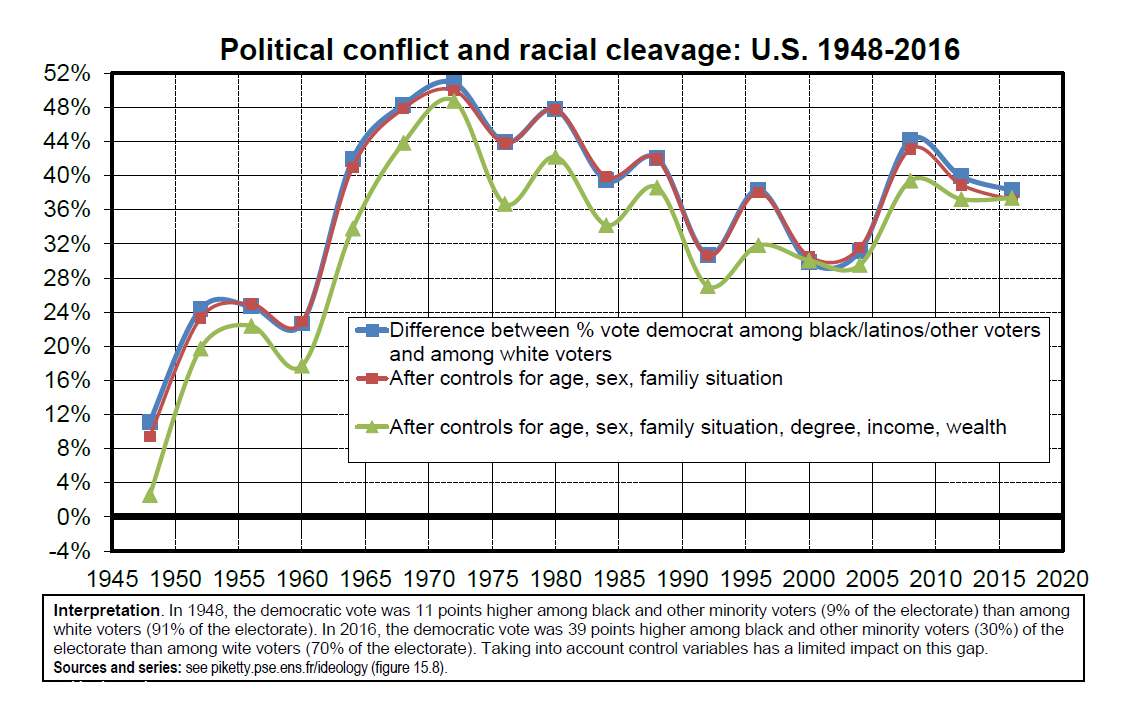 Political conflict and racial cleavage: U.S. 1948-2016
52%
48%
44%
40%
36%
32%
28%
24%
20%
16%
12%
8%
4%
0%
-4%
Difference between % vote democrat among black/latinos/other voters
and among white voters
After controls for age, sex, familiy situation
After controls for age, sex, family situation, degree, income, wealth
1945 1950 1955 1960 1965 1970 1975 1980 1985 1990 1995 2000 2005 2010 2015 2020
Interpretation. In 1948, the democratic vote was 11 points higher among black and other minority voters (9% of the electorate) than among
white voters (91% of the electorate). In 2016, the democratic vote was 39 points higher among black and other minority voters (30%) of the
electorate than among wite voters (70% of the electorate). Taking into account control variables has a limited impact on this gap.
Sources and series: see piketty.pse.ens.fr/ideology (figure 15.8).